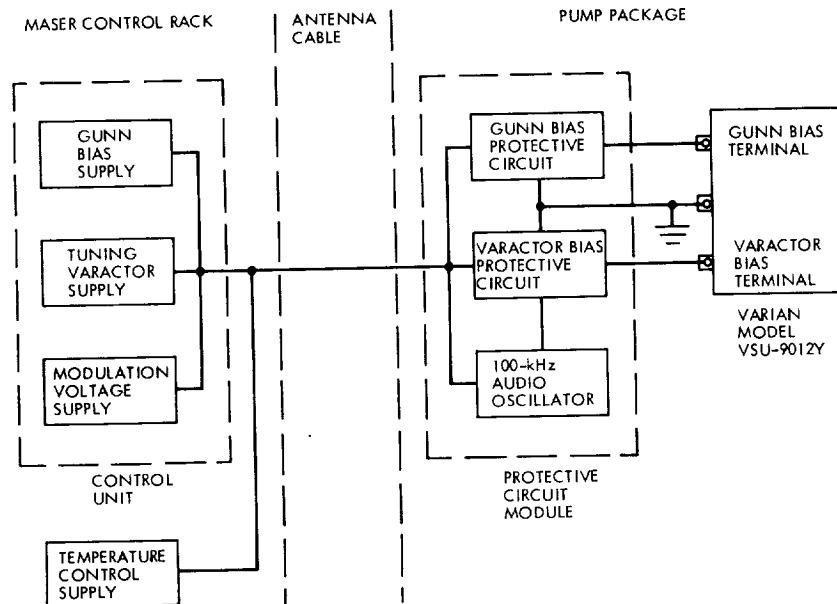 MASER CONTROL RACK
ANTENNA
CABLE
PUMP PACKAGE
GUNN
BIAS
SUPPLY
TUNING
VARACTOR
SUPPLY
MODULATION
VOLTAGE
SUPPLY
CONTROL
UNIT
TEMPERATURE
CONTROL
SUPPLY
GUNN BIAS
PROTECTIVE
CIRCUIT
VARACTOR BIAS
PROTECTIVE
CIRCUIT
100-kHz
AUDIO
OSCILLATOR
PROTECTIVE
CIRCUIT
MODULE
GUNN BIAS
TERMINAL
VARACTOR
BIAS
TERMINAL
VARIAN
MODEL
VSU-9012Y